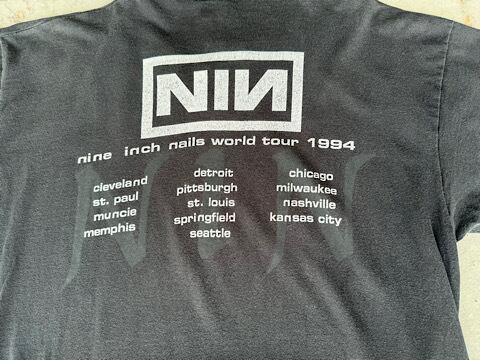 NIИ
nine inch nails world tour 1994
cleveland
st. paul
muncie
memphis
detroit
pittsburgh
st. louis
springfield
seattle
chicago
milwaukee
nashville
kansas city
NIN